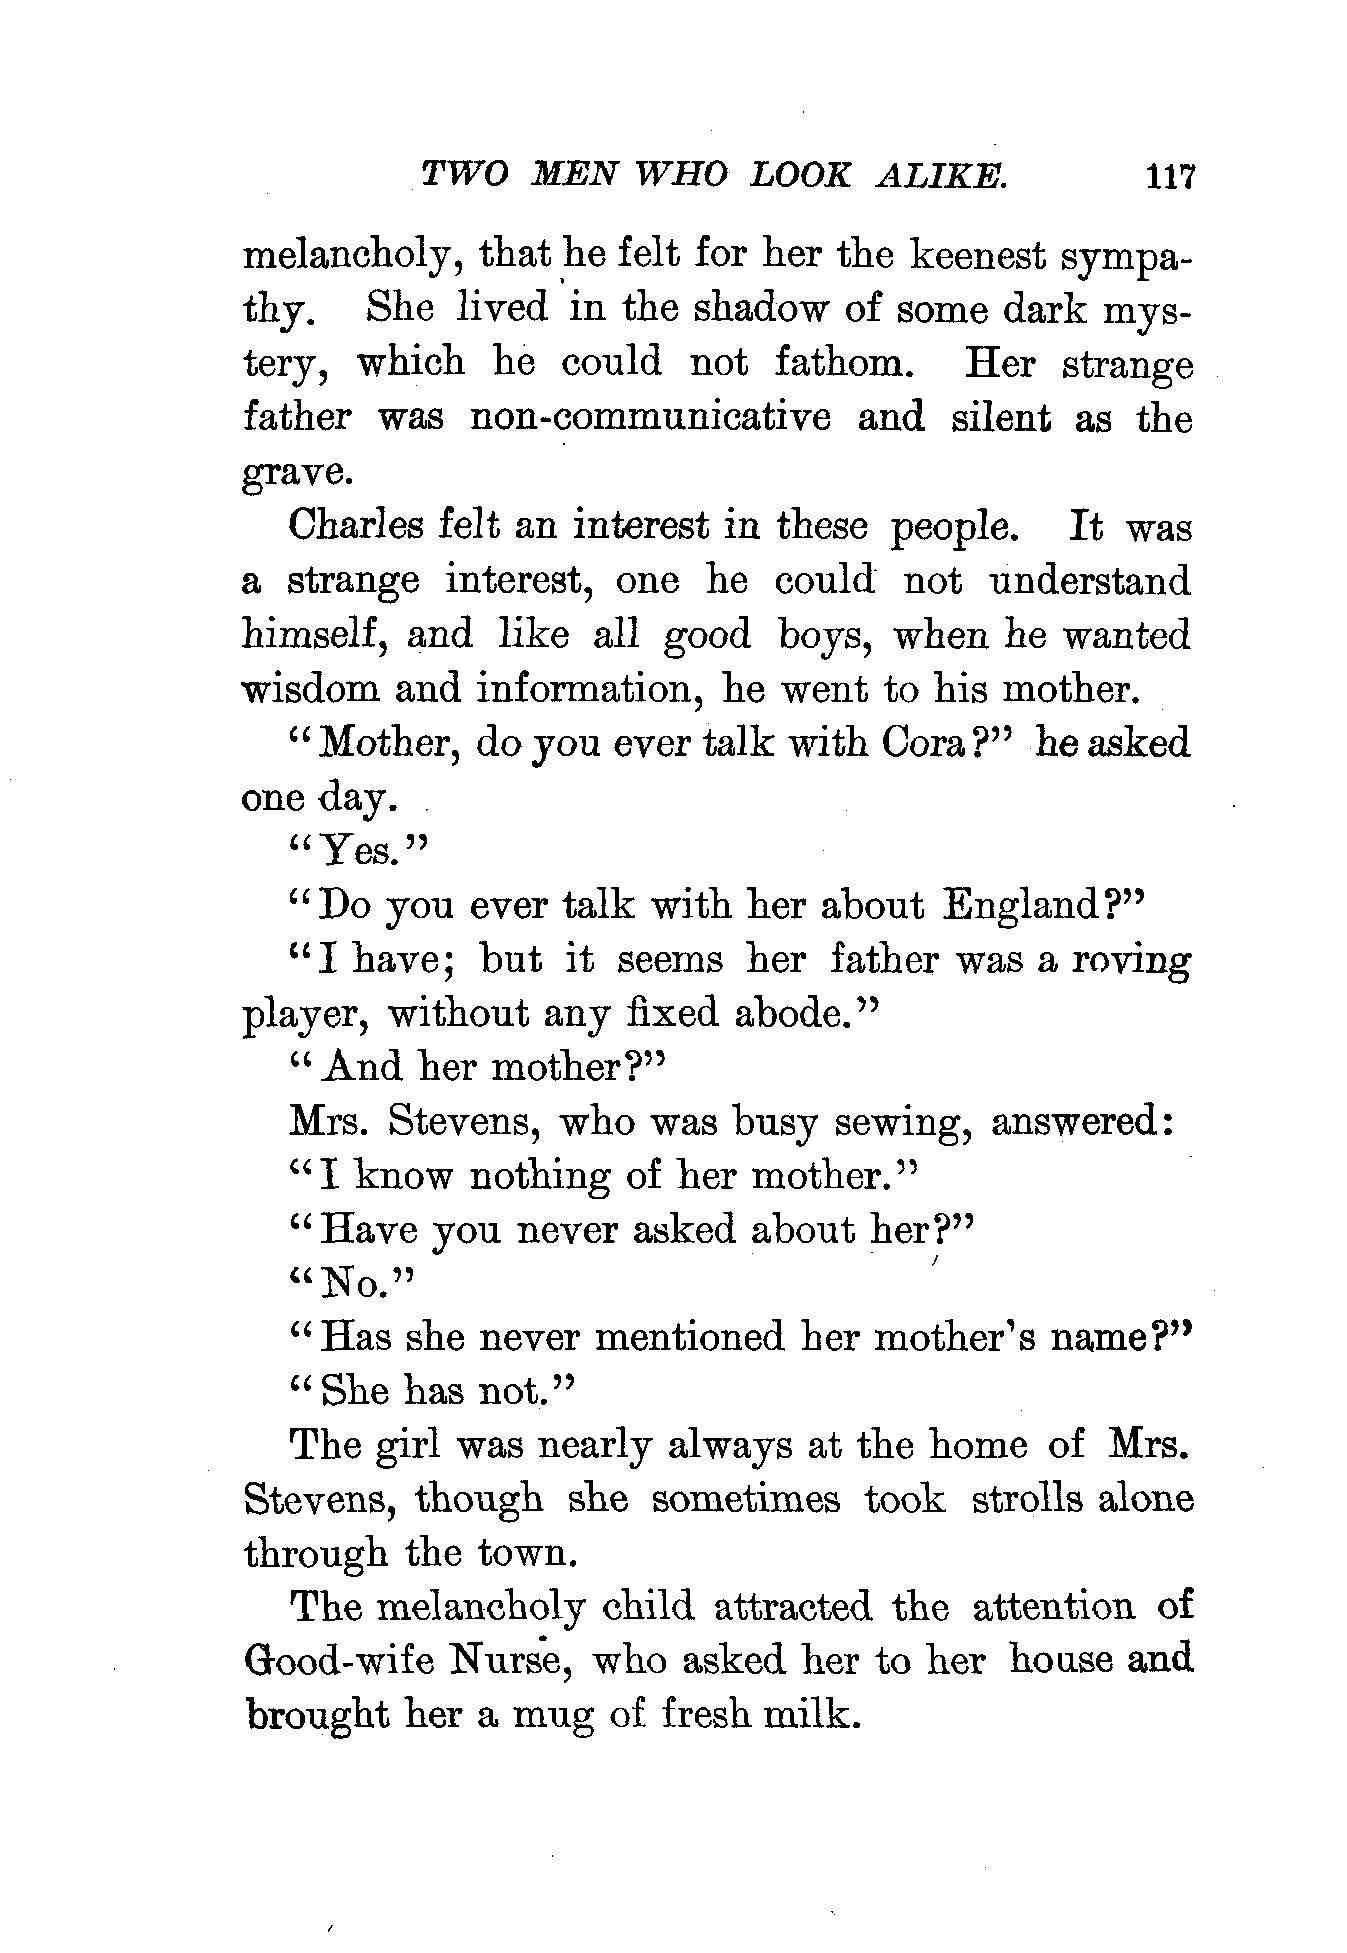 TWO MEN WHO LOOK ALIKE. 117
melancholy, that he felt for her the keenest sympa-
thy. She lived in the shadow of some dark mys-
tery, which he could not fathom. Her strange
father was non-communicative and silent as the
grave.
Charles felt an interest in these people. It was
a strange interest, one he could not understand
himself, and like all good boys, when he wanted
wisdom and information, he went to his mother.
"Mother, do you ever talk with Cora?" he asked
one day.
"Yes."
"Do you ever talk with her about England?"
"I have; but it seems her father was a roving
player, without any fixed abode."
"And her mother?"
Mrs. Stevens, who was busy sewing, answered:
"I know nothing of her mother."
"Have you never asked about her?"
"No."
"Has she never mentioned her mother's name?"
"She has not."
The girl was nearly always at the home of Mrs.
Stevens, though she sometimes took strolls alone
through the town.
The melancholy child attracted the attention of
Good-wife Nurse, who asked her to her house and
brought her a mug of fresh milk.